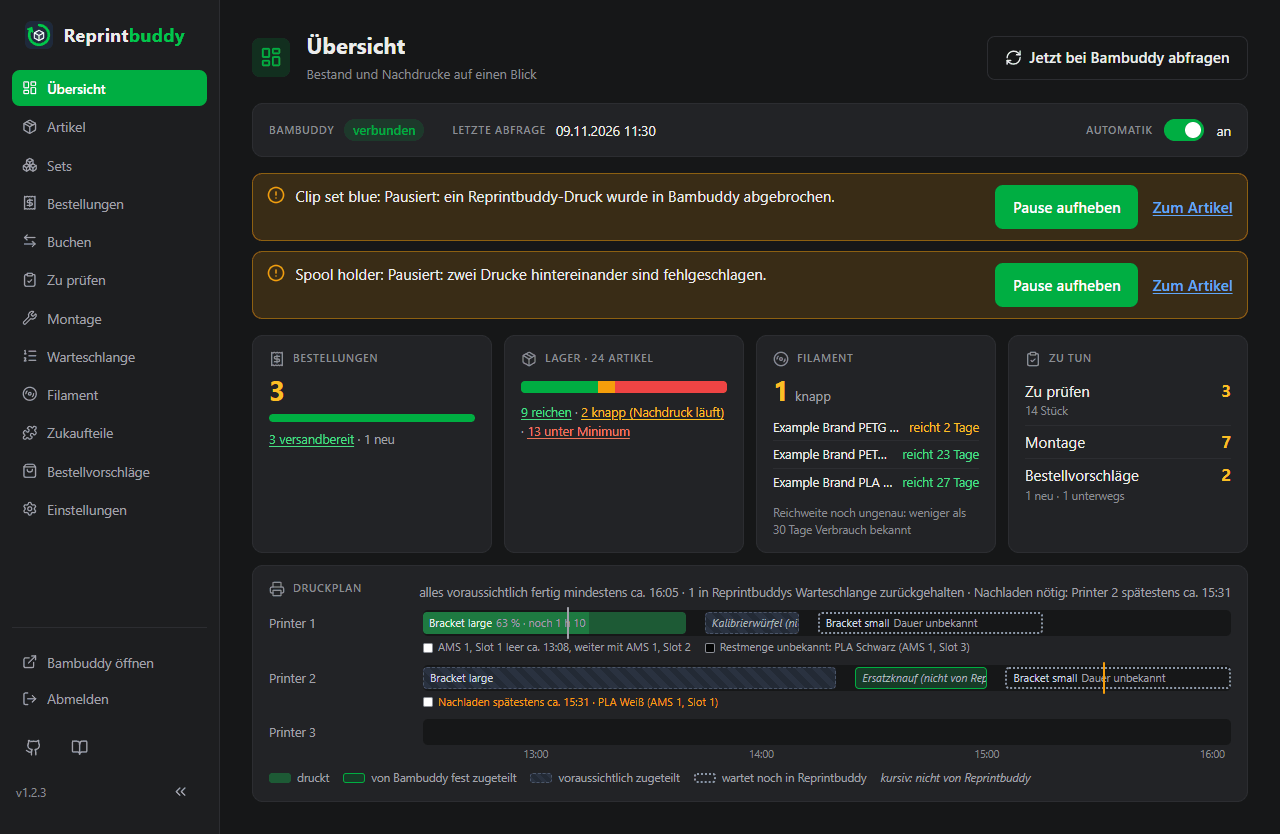 Reprintbuddy
Übersicht
Artikel
Sets
Bestellungen
Buchen
Zu prüfen
Montage
Warteschlange
Filament
Zukaufteile
Bestellvorschläge
Einstellungen
Bambuddy öffnen
Abmelden
v1.2.3
Übersicht
Bestand und Nachdrucke auf einen Blick
Jetzt bei Bambuddy abfragen
BAMBUDDY verbunden LETZTE ABFRAGE 09.11.2026 11:30 AUTOMATIK an
Clip set blue: Pausiert: ein Reprintbuddy-Druck wurde in Bambuddy abgebrochen. Pause aufheben Zum Artikel
Spool holder: Pausiert: zwei Drucke hintereinander sind fehlgeschlagen. Pause aufheben Zum Artikel
BESTELLUNGEN
3
3 versandbereit · 1 neu
LAGER · 24 ARTIKEL
9 reichen · 2 knapp (Nachdruck läuft)
· 13 unter Minimum
FILAMENT
1 knapp
Example Brand PETG ... reicht 2 Tage
Example Brand PET... reicht 23 Tage
Example Brand PLA ... reicht 27 Tage
Reichweite noch ungenau: weniger als
30 Tage Verbrauch bekannt
ZU TUN
Zu prüfen 3
14 Stück
Montage 7
Bestellvorschläge 2
1 neu · 1 unterwegs
DRUCKPLAN
alles voraussichtlich fertig mindestens ca. 16:05 · 1 in Reprintbuddys Warteschlange zurückgehalten · Nachladen nötig: Printer 2 spätestens ca. 15:31
Printer 1 Bracket large 63 % · noch 1 h 10 Kalibrierwürfel (ni Bracket small Dauer unbekannt
AMS 1, Slot 1 leer ca. 13:08, weiter mit AMS 1, Slot 2 Restmenge unbekannt: PLA Schwarz (AMS 1, Slot 3)
Printer 2 Bracket large Ersatzknauf (nicht von Rep Bracket small Dauer unbekannt
Nachladen spätestens ca. 15:31 · PLA Weiß (AMS 1, Slot 1)
Printer 3
13:00 14:00 15:00 16:00
druckt von Bambuddy fest zugeteilt voraussichtlich zugeteilt wartet noch in Reprintbuddy kursiv: nicht von Reprintbuddy